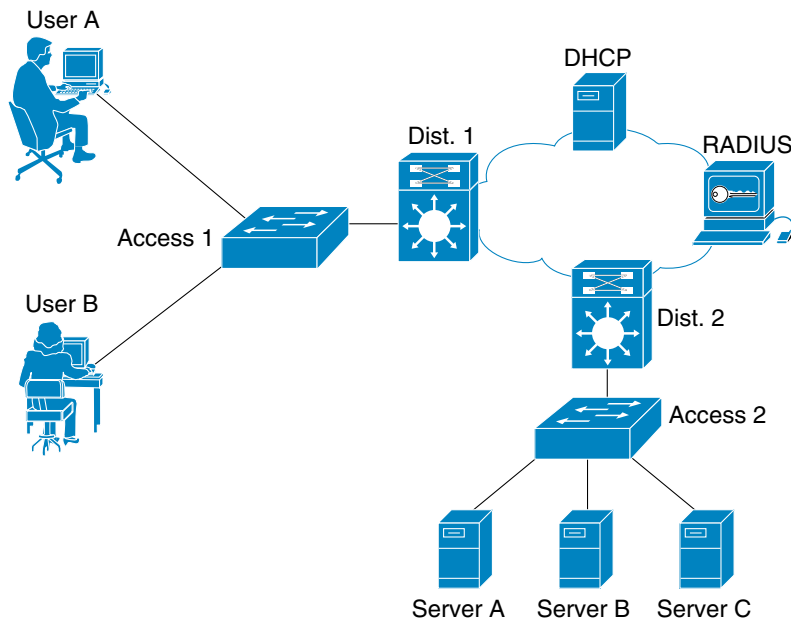 User A
DHCP
Dist. 1
RADIUS
Access 1
User B
Dist. 2
Access 2
Server A
Server B
Server C